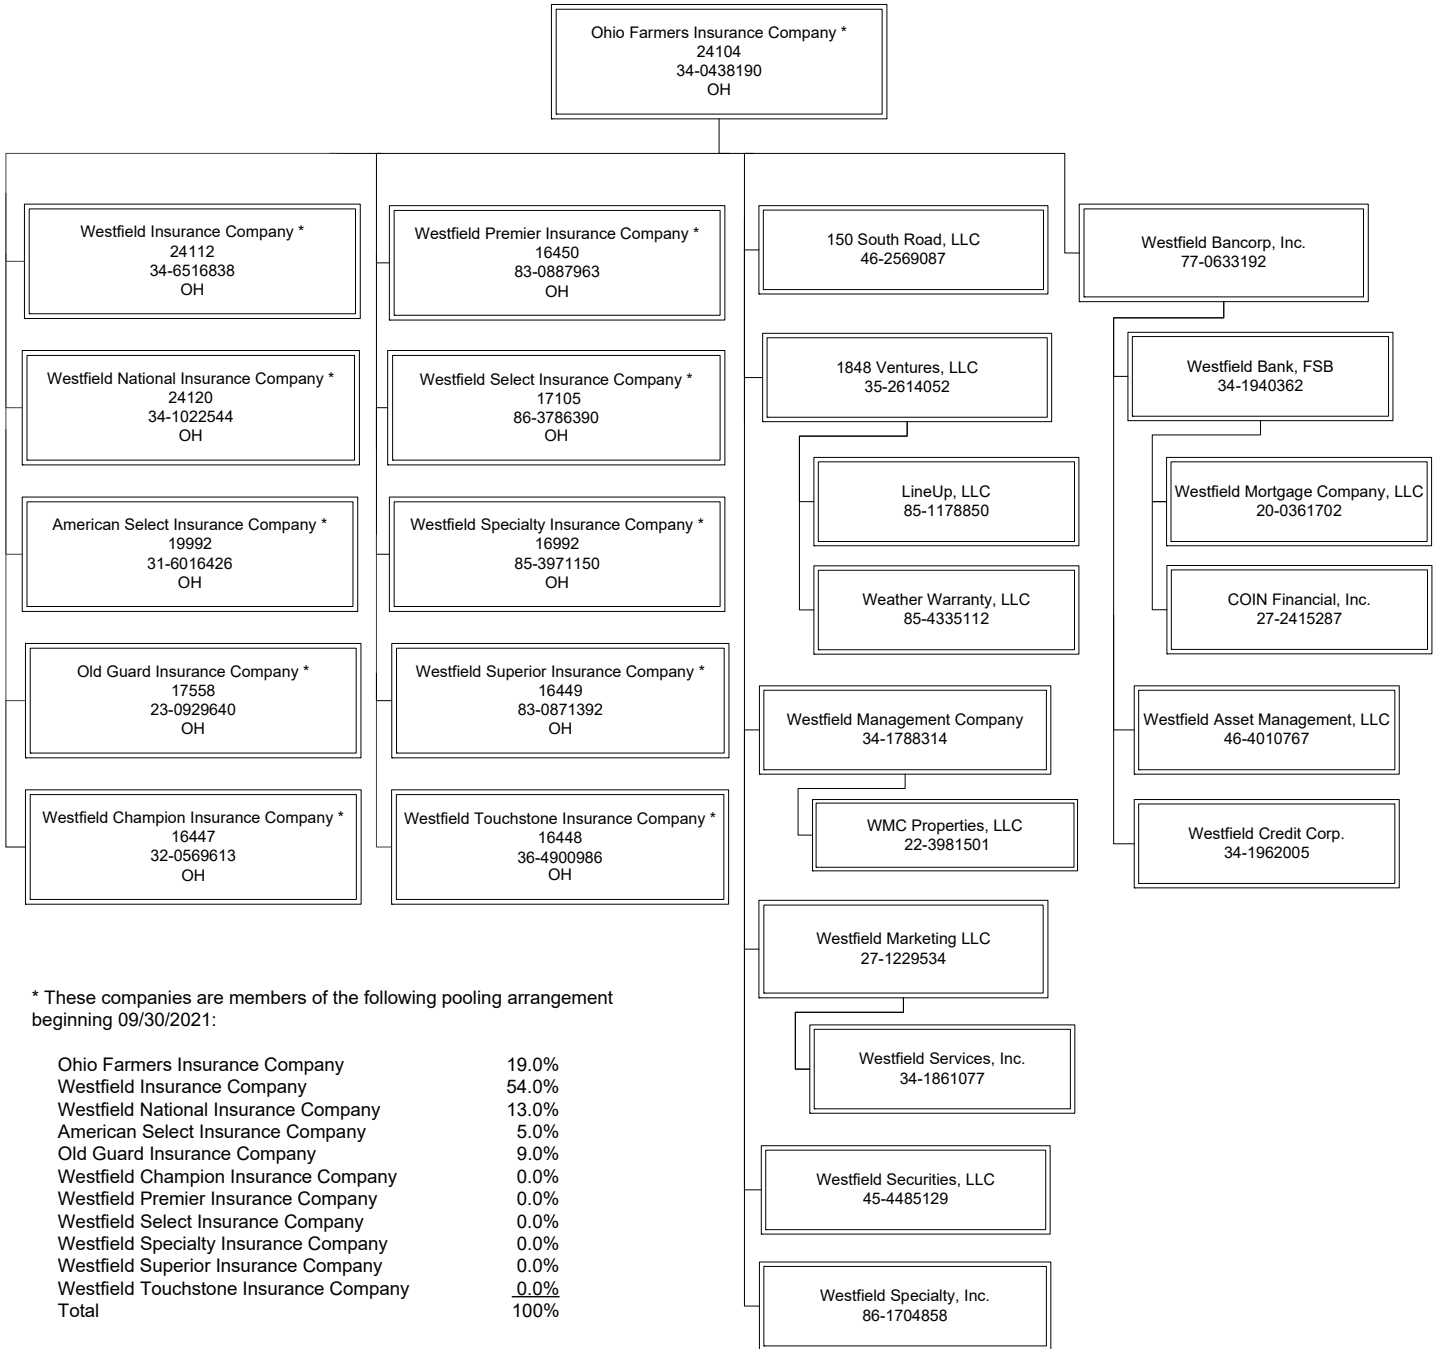 Ohio Farmers Insurance Company *
24104
34-0438190
OH
Westfield Insurance Company *
24112
34-6516838
OH
Westfield National Insurance Company *
24120
34-1022544
OH
American Select Insurance Company *
19992
31-6016426
OH
Old Guard Insurance Company *
17558
23-0929640
OH
Westfield Champion Insurance Company *
16447
32-0569613
OH
Westfield Premier Insurance Company *
16450
83-0887963
OH
Westfield Select Insurance Company *
17105
86-3786390
OH
Westfield Specialty Insurance Company *
16992
85-3971150
OH
Westfield Superior Insurance Company *
16449
83-0871392
OH
Westfield Touchstone Insurance Company *
16448
36-4900986
OH
150 South Road, LLC
46-2569087
1848 Ventures, LLC
35-2614052
LineUp, LLC
85-1178850
Weather Warranty, LLC
85-4335112
Westfield Management Company
34-1788314
WMC Properties, LLC
22-3981501
Westfield Marketing LLC
27-1229534
Westfield Services, Inc.
34-1861077
Westfield Securities, LLC
45-4485129
Westfield Specialty, Inc.
86-1704858
Westfield Bancorp, Inc.
77-0633192
Westfield Bank, FSB
34-1940362
Westfield Mortgage Company, LLC
20-0361702
COIN Financial, Inc.
27-2415287
Westfield Asset Management, LLC
46-4010767
Westfield Credit Corp.
34-1962005
* These companies are members of the following pooling arrangement
beginning 09/30/2021:
Ohio Farmers Insurance Company 19.0%
Westfield Insurance Company 54.0%
Westfield National Insurance Company 13.0%
American Select Insurance Company 5.0%
Old Guard Insurance Company 9.0%
Westfield Champion Insurance Company 0.0%
Westfield Premier Insurance Company 0.0%
Westfield Select Insurance Company 0.0%
Westfield Specialty Insurance Company 0.0%
Westfield Superior Insurance Company 0.0%
Westfield Touchstone Insurance Company 0.0%
Total 100%